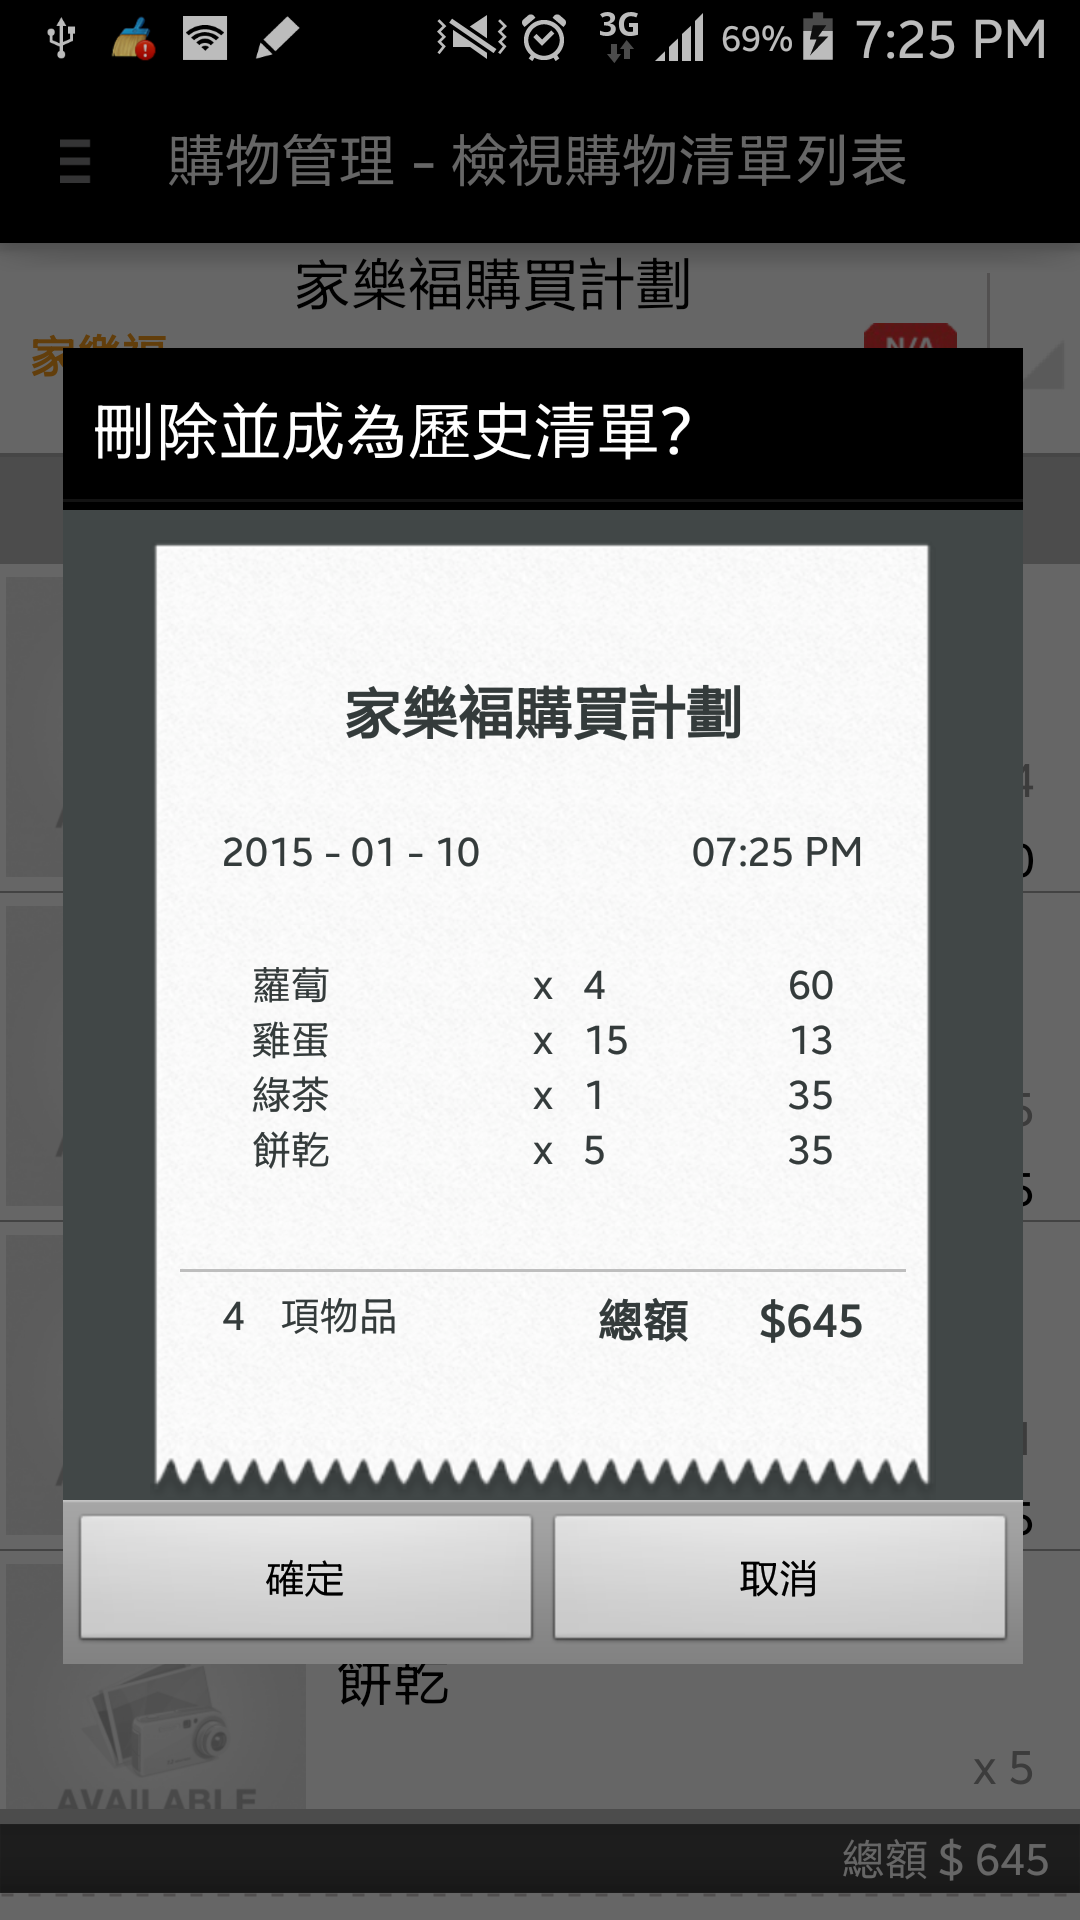 3G 69% 7:25 PM
購物管理 - 檢視購物清單列表
家樂福購買計劃
家樂福
N/A
刪除並成為歷史清單?
家樂福購買計劃
2015 - 01 - 10 07:25 PM
蘿蔔 x 4 60
雞蛋 x 15 13
綠茶 x 1 35
餅乾 x 5 35
4 項物品 總額 $645
確定 取消
餅乾
x 5
AVAILABLE
總額 $ 645